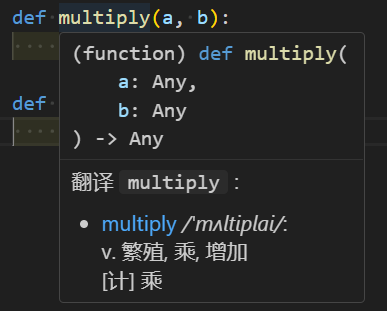 def multiply(a, b):
(function) def multiply(
a: Any,
b: Any
) -> Any
def
翻译 multiply :
• multiply /'mʌltiplai/:
v. 繁殖, 乘, 增加
[计] 乘